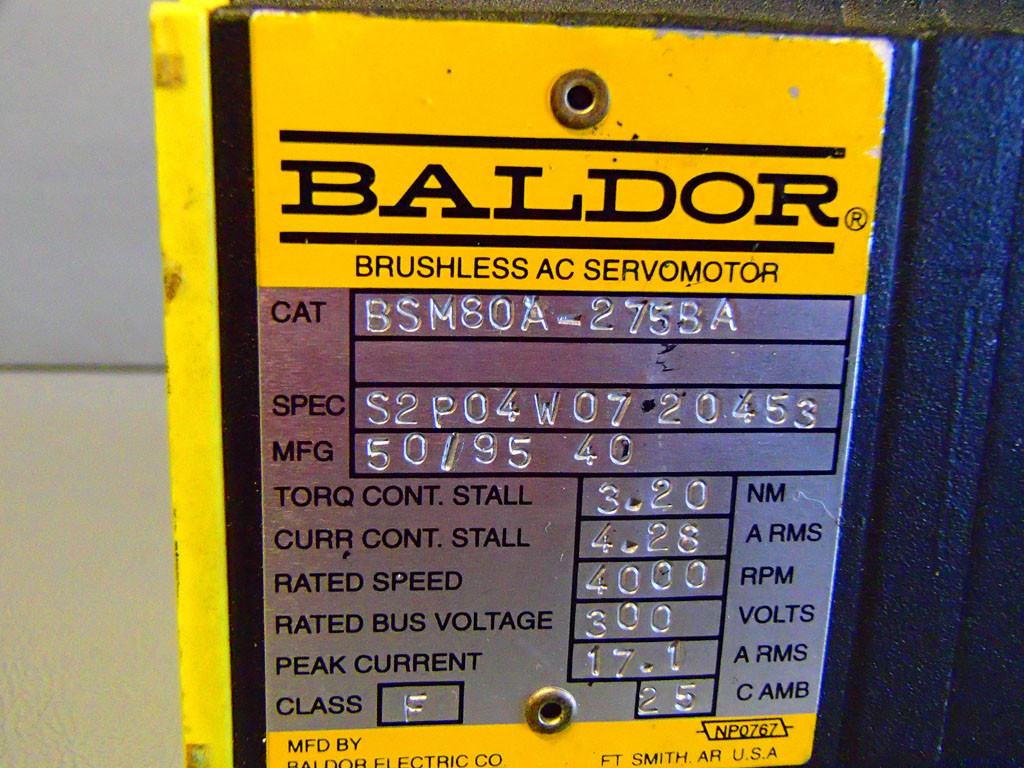 BALDOR®
BRUSHLESS AC SERVOMOTOR
CAT BSM80A-275BA
SPEC S2P04W07·20453
MFG 50/95 40
TORQ CONT. STALL 3.20 NM
CURR CONT. STALL 4.28 A RMS
RATED SPEED 4000 RPM
RATED BUS VOLTAGE 300 VOLTS
PEAK CURRENT 17.1 A RMS
CLASS F 25 C AMB
NP0767
MFD BY
BALDOR ELECTRIC CO. FT SMITH. AR U.S.A